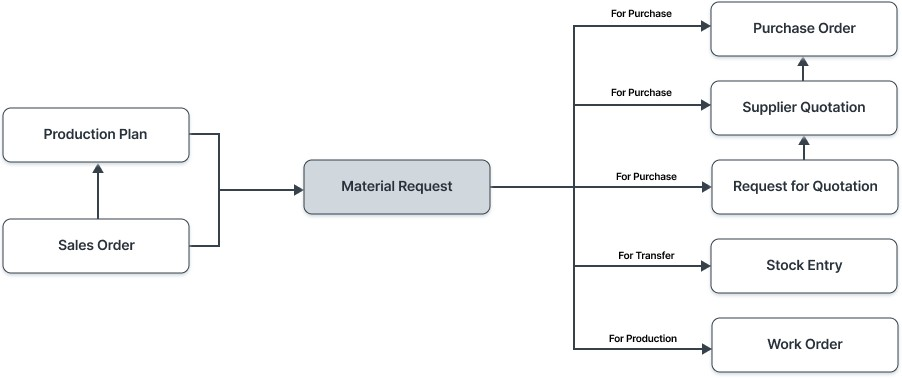 For Purchase
Purchase Order
For Purchase
Supplier Quotation
Production Plan
For Purchase
Material Request
Request for Quotation
Sales Order
For Transfer
Stock Entry
For Production
Work Order